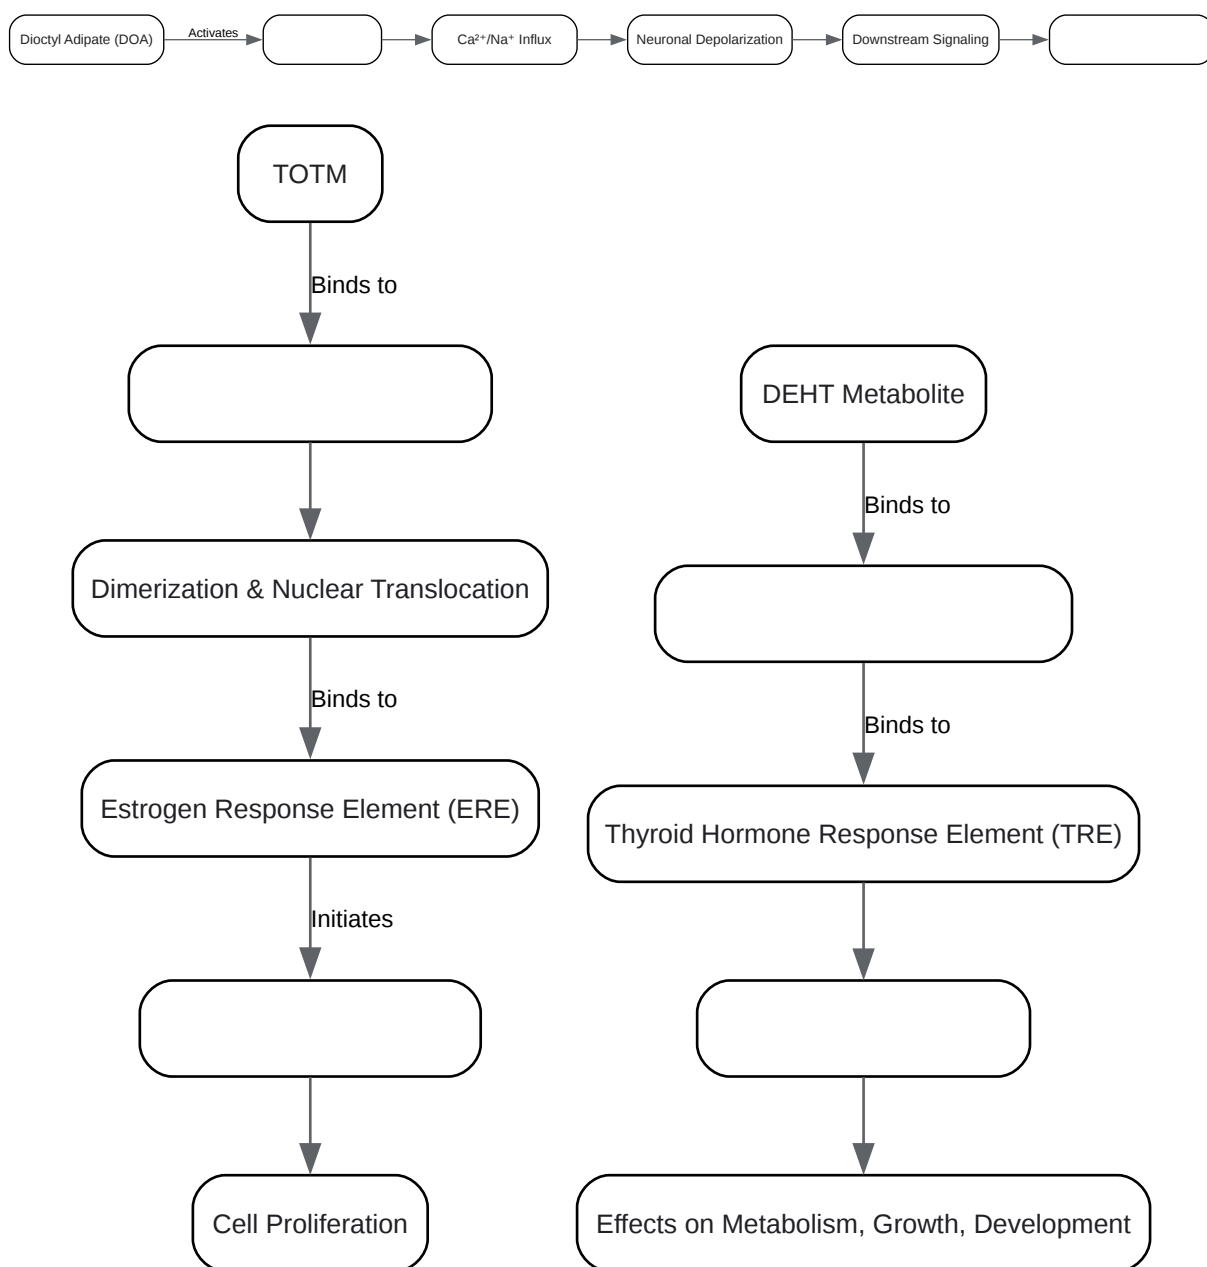 Dioctyl Adipate (DOA)
Activates
Ca²⁺/Na⁺ Influx
Neuronal Depolarization
Downstream Signaling
TOTM
Binds to
Dimerization & Nuclear Translocation
Binds to
Estrogen Response Element (ERE)
Initiates
Cell Proliferation
DEHT Metabolite
Binds to
Binds to
Thyroid Hormone Response Element (TRE)
Effects on Metabolism, Growth, Development